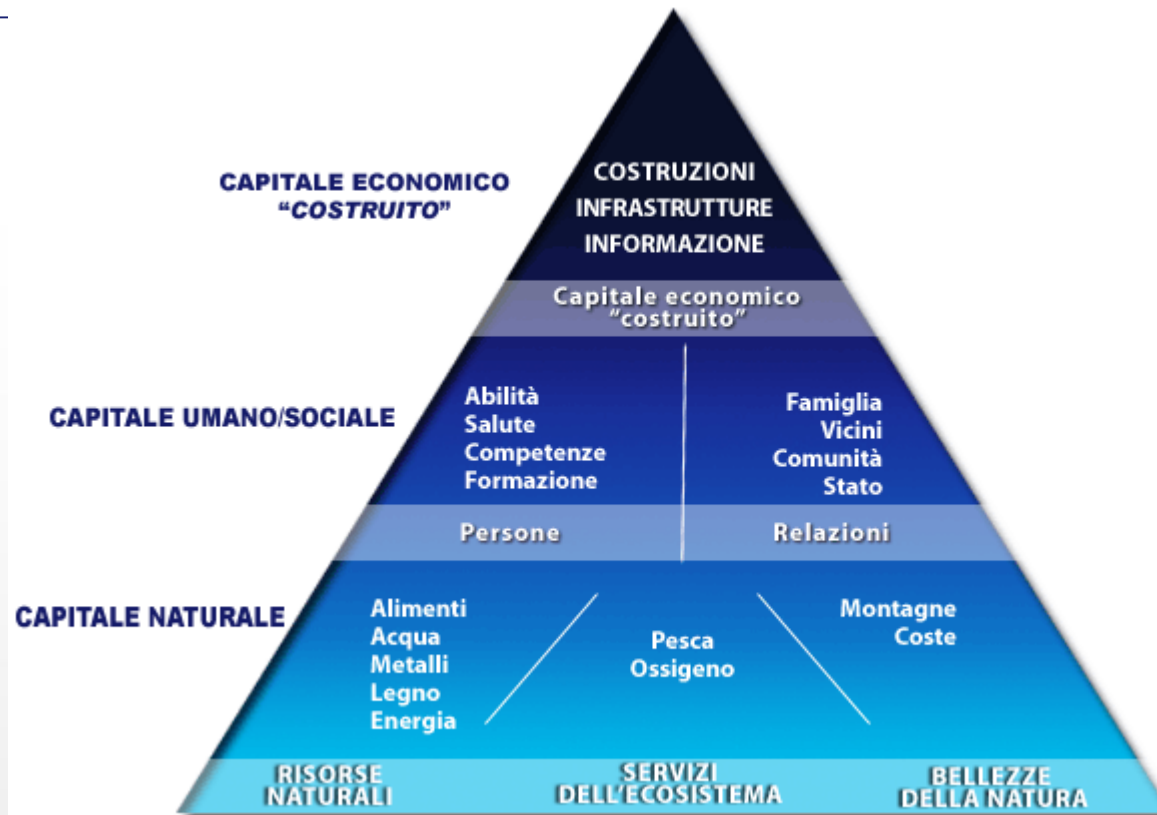 CAPITALE ECONOMICO
“COSTRUITO”
COSTRUZIONI
INFRASTRUTTURE
INFORMAZIONE
Capitale economico
“costruito”
CAPITALE UMANO/SOCIALE
Abilità
Salute
Competenze
Formazione
Famiglia
Vicini
Comunità
Stato
Persone
Relazioni
CAPITALE NATURALE
Alimenti
Acqua
Metalli
Legno
Energia
Pesca
Ossigeno
Montagne
Coste
RISORSE
NATURALI
SERVIZI
DELL'ECOSISTEMA
BELLEZZE
DELLA NATURA